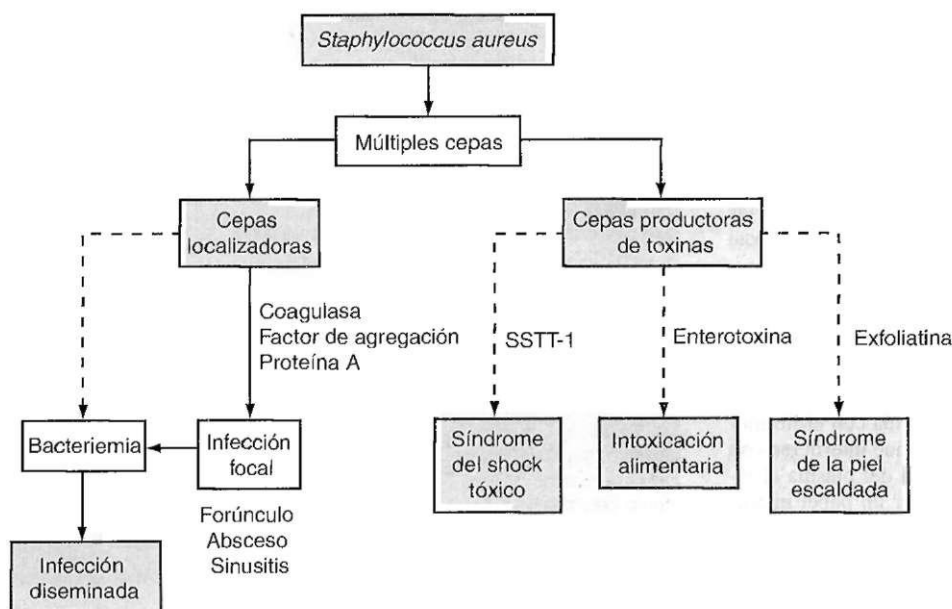 Staphylococcus aureus
Múltiples cepas
Cepas
localizadoras
Cepas productoras
de toxinas
Coagulasa
Factor de agregación
Proteína A
SSTT-1
Enterotoxina
Exfoliatina
Bacteriemia
Infección
focal
Síndrome
del shock
tóxico
Intoxicación
alimentaria
Síndrome
de la piel
escaldada
Forúnculo
Absceso
Sinusitis
Infección
diseminada